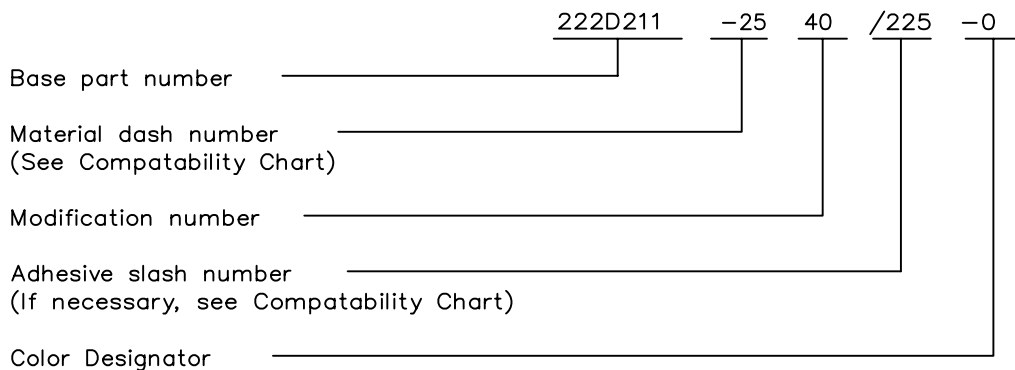 222D211 -25 40 /225 -0
Base part number
Material dash number
(See Compatability Chart)
Modification number
Adhesive slash number
(If necessary, see Compatability Chart)
Color Designator